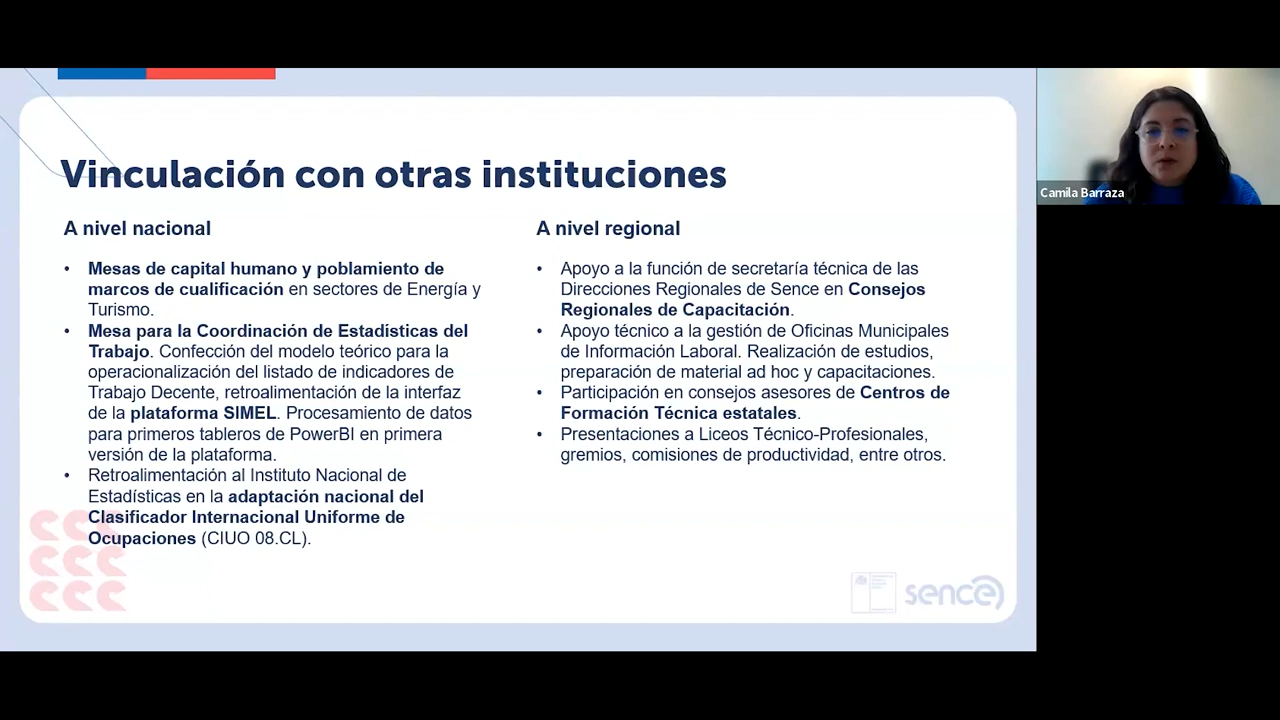 Vinculación con otras instituciones
A nivel nacional
• Mesas de capital humano y poblamiento de
marcos de cualificación en sectores de Energía y
Turismo.
• Mesa para la Coordinación de Estadísticas del
Trabajo. Confección del modelo teórico para la
operacionalización del listado de indicadores de
Trabajo Decente, retroalimentación de la interfaz
de la plataforma SIMEL. Procesamiento de datos
para primeros tableros de PowerBI en primera
versión de la plataforma.
• Retroalimentación al Instituto Nacional de
Estadísticas en la adaptación nacional del
Clasificador Internacional Uniforme de
Ocupaciones (CIUO 08.CL).
A nivel regional
• Apoyo a la función de secretaría técnica de las
Direcciones Regionales de Sence en Consejos
Regionales de Capacitación.
• Apoyo técnico a la gestión de Oficinas Municipales
de Información Laboral. Realización de estudios,
preparación de material ad hoc y capacitaciones.
• Participación en consejos asesores de Centros de
Formación Técnica estatales.
• Presentaciones a Liceos Técnico-Profesionales,
gremios, comisiones de productividad, entre otros.
sence
Camila Barraza